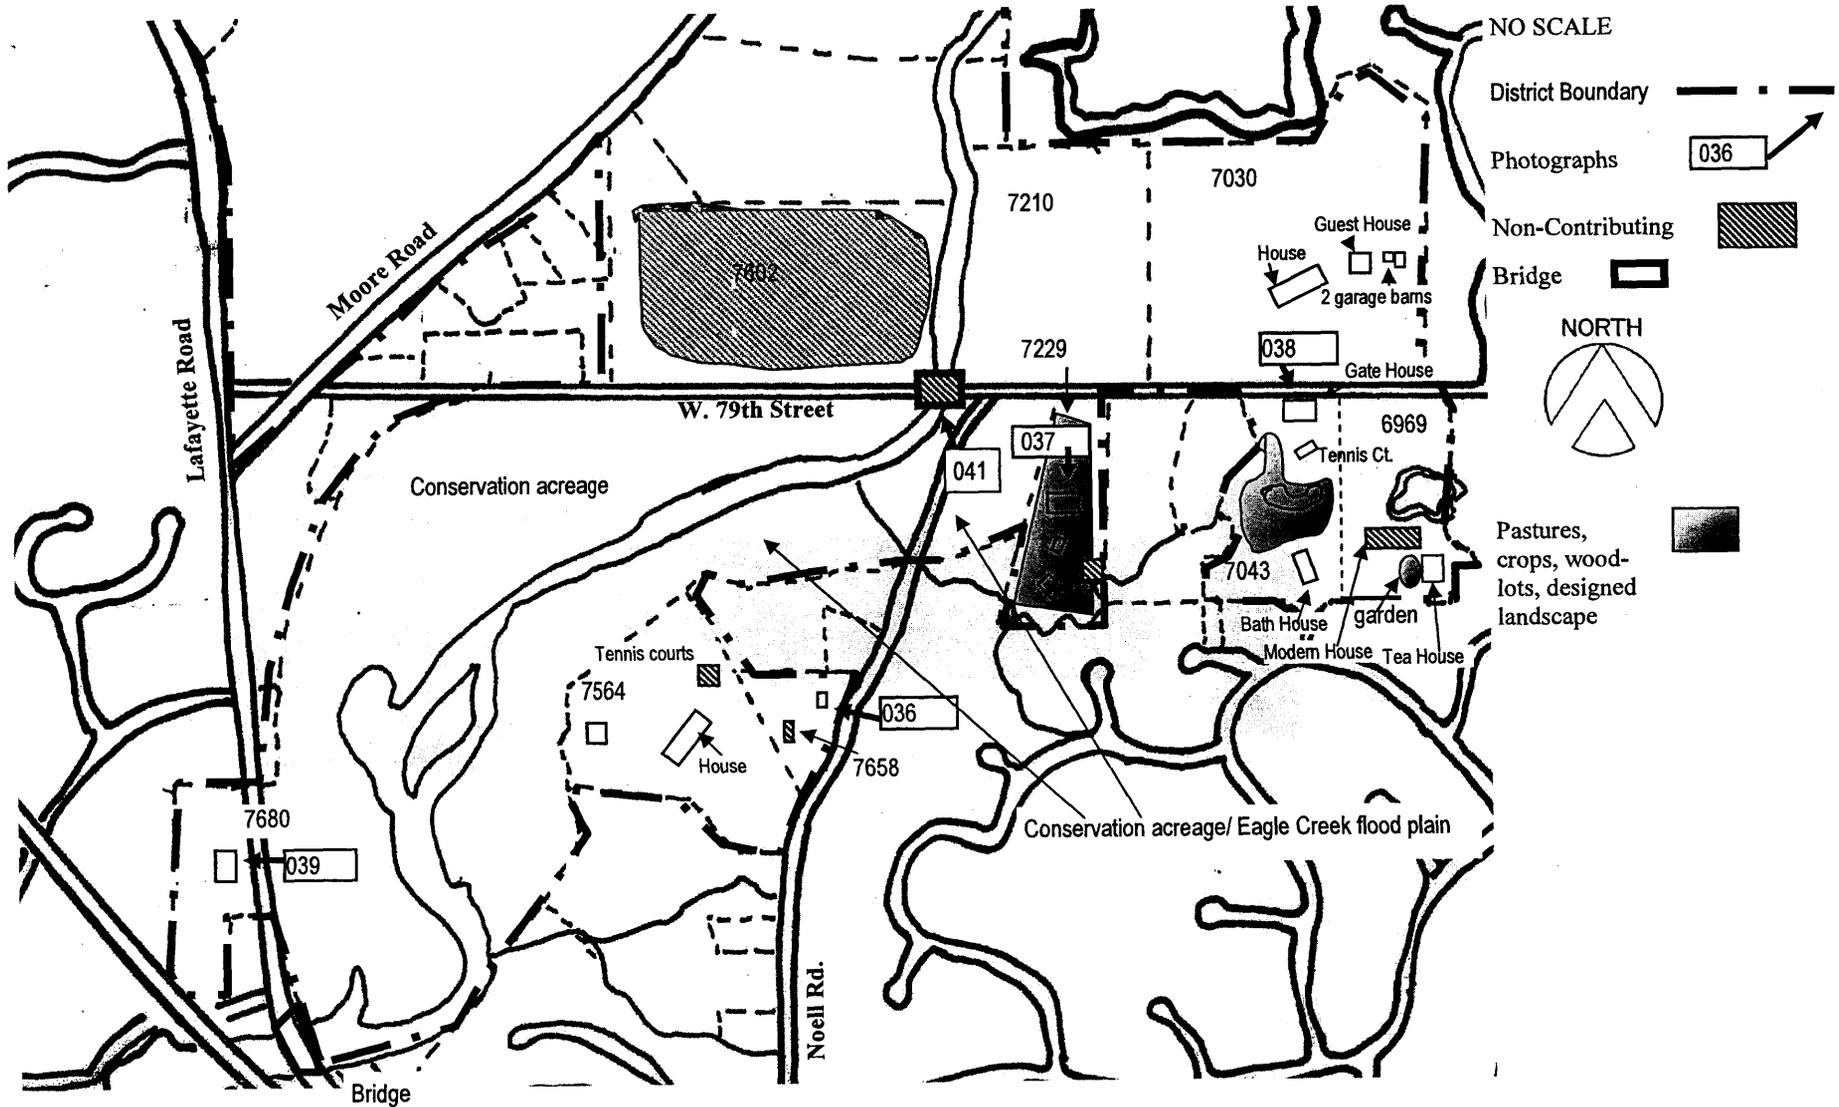 NO SCALE
District Boundary
036
Photographs
7030
7210
Non-Contributing
Guest House
Moore Road
House
7602
Bridge
2 garage barns
NORTH
Lafayette Road
7229
038
Gate House
W. 79th Street
6969
037
Tennis Ct.
041
Conservation acreage
Pastures,
crops, wood-
lots, designed
landscape
7043
Bath House
garden
Modern House
Tea House
Tennis courts
7564
036
House
7658
7680
Conservation acreage/ Eagle Creek flood plain
039
Noell Rd.
Bridge